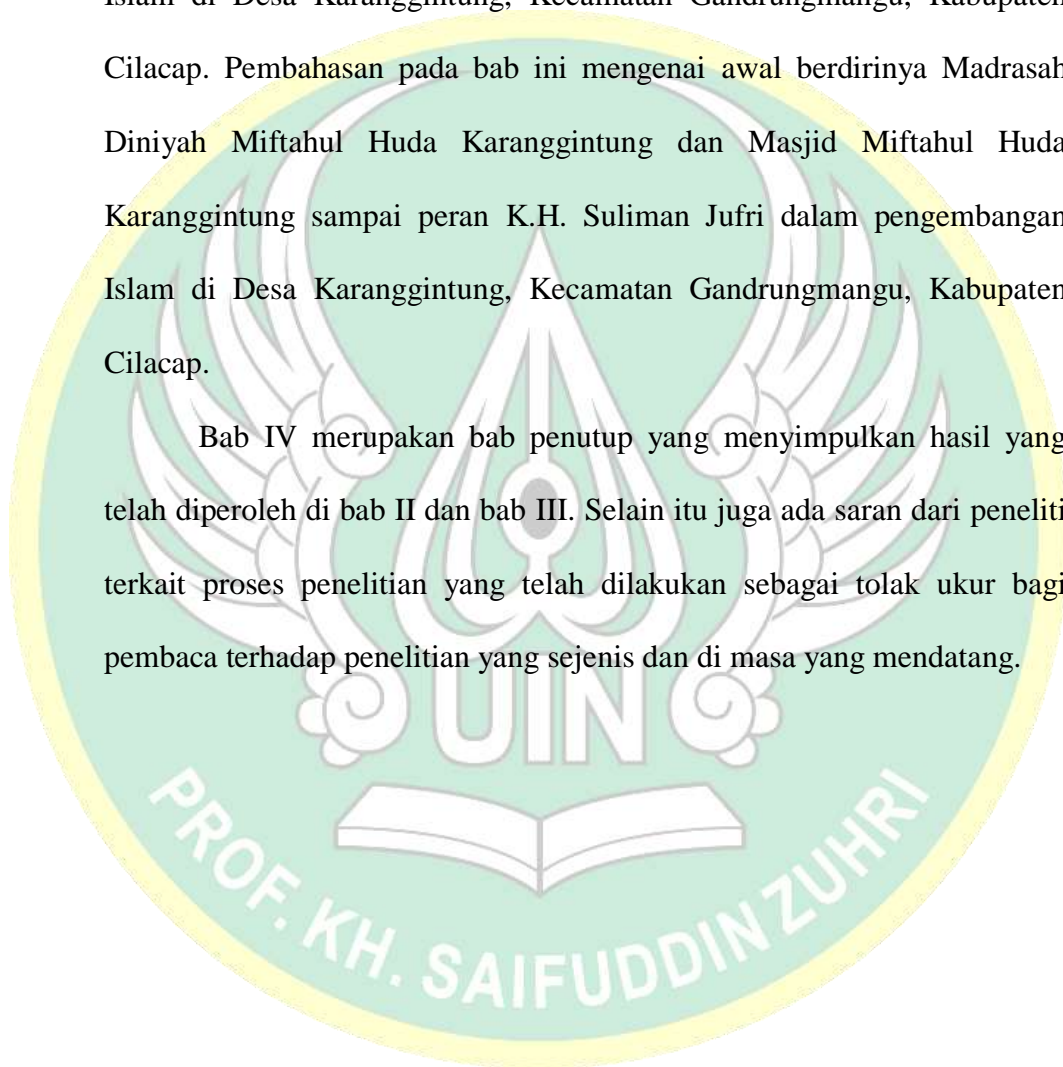 Islam di Desa Karanggintung, Kecamatan Gandrungmangu, Kabupaten
Cilacap. Pembahasan pada bab ini mengenai awal berdirinya Madrasah
Diniyah Miftahul Huda Karanggintung dan Masjid Miftahul Huda
Karanggintung sampai peran K.H. Suliman Jufri dalam pengembangan
Islam di Desa Karanggintung, Kecamatan Gandrungmangu, Kabupaten
Cilacap.
Bab IV merupakan bab penutup yang menyimpulkan hasil yang
telah diperoleh di bab II dan bab III. Selain itu juga ada saran dari peneliti
terkait proses penelitian yang telah dilakukan sebagai tolak ukur bagi
pembaca terhadap penelitian yang sejenis dan di masa yang mendatang.
UIN
PROF. KH. SAIFUDDIN ZUHRI